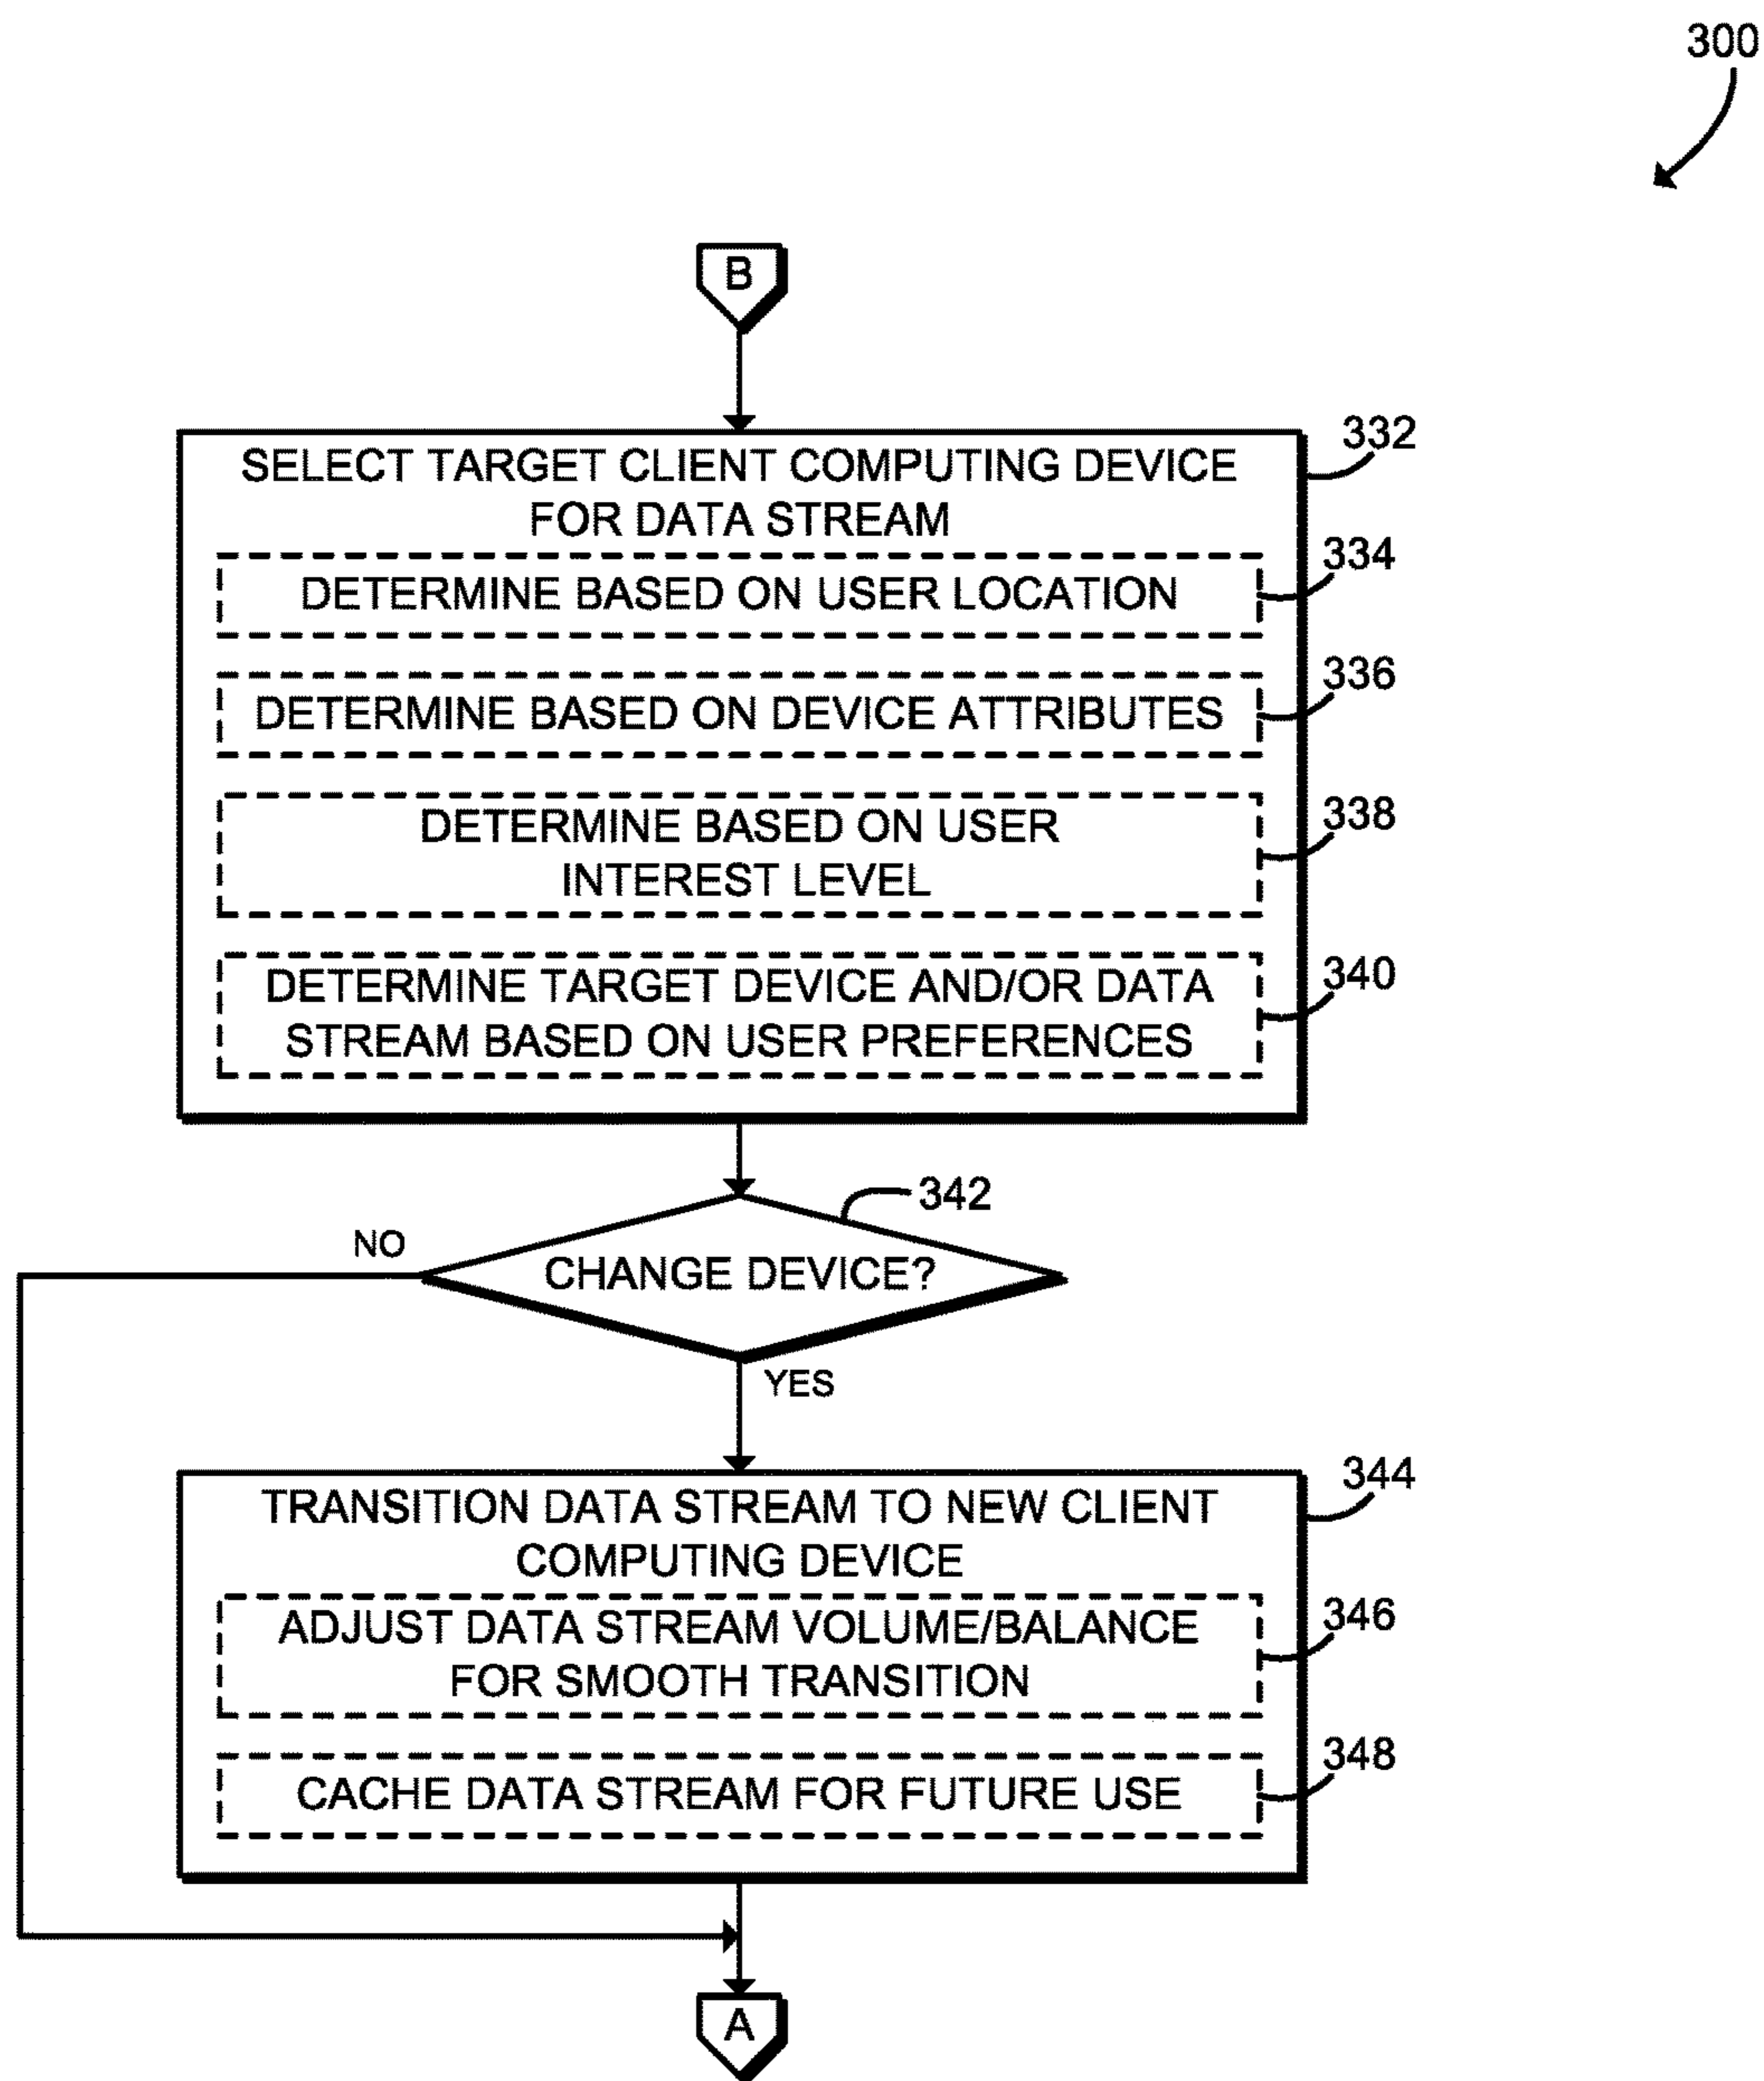 300
B
SELECT TARGET CLIENT COMPUTING DEVICE
FOR DATA STREAM
332
DETERMINE BASED ON USER LOCATION
334
DETERMINE BASED ON DEVICE ATTRIBUTES
336
DETERMINE BASED ON USER
INTEREST LEVEL
338
DETERMINE TARGET DEVICE AND/OR DATA
STREAM BASED ON USER PREFERENCES
340
342
NO
CHANGE DEVICE?
YES
TRANSITION DATA STREAM TO NEW CLIENT
COMPUTING DEVICE
344
ADJUST DATA STREAM VOLUME/BALANCE
FOR SMOOTH TRANSITION
346
CACHE DATA STREAM FOR FUTURE USE
348
A